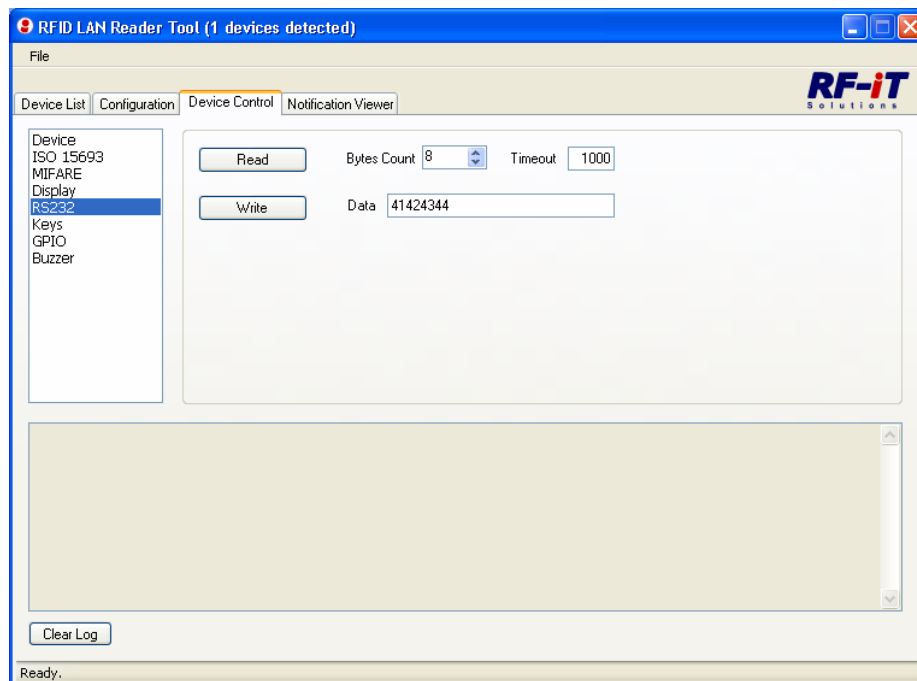 RFID LAN Reader Tool (1 devices detected)
File
RF-iT
Solutions
Device List Configuration Device Control Notification Viewer
Device
ISO 15693
MIFARE
Display
RS232
Keys
GPIO
Buzzer
Read Bytes Count 8 Timeout 1000
Write Data 41424344
Clear Log
Ready.